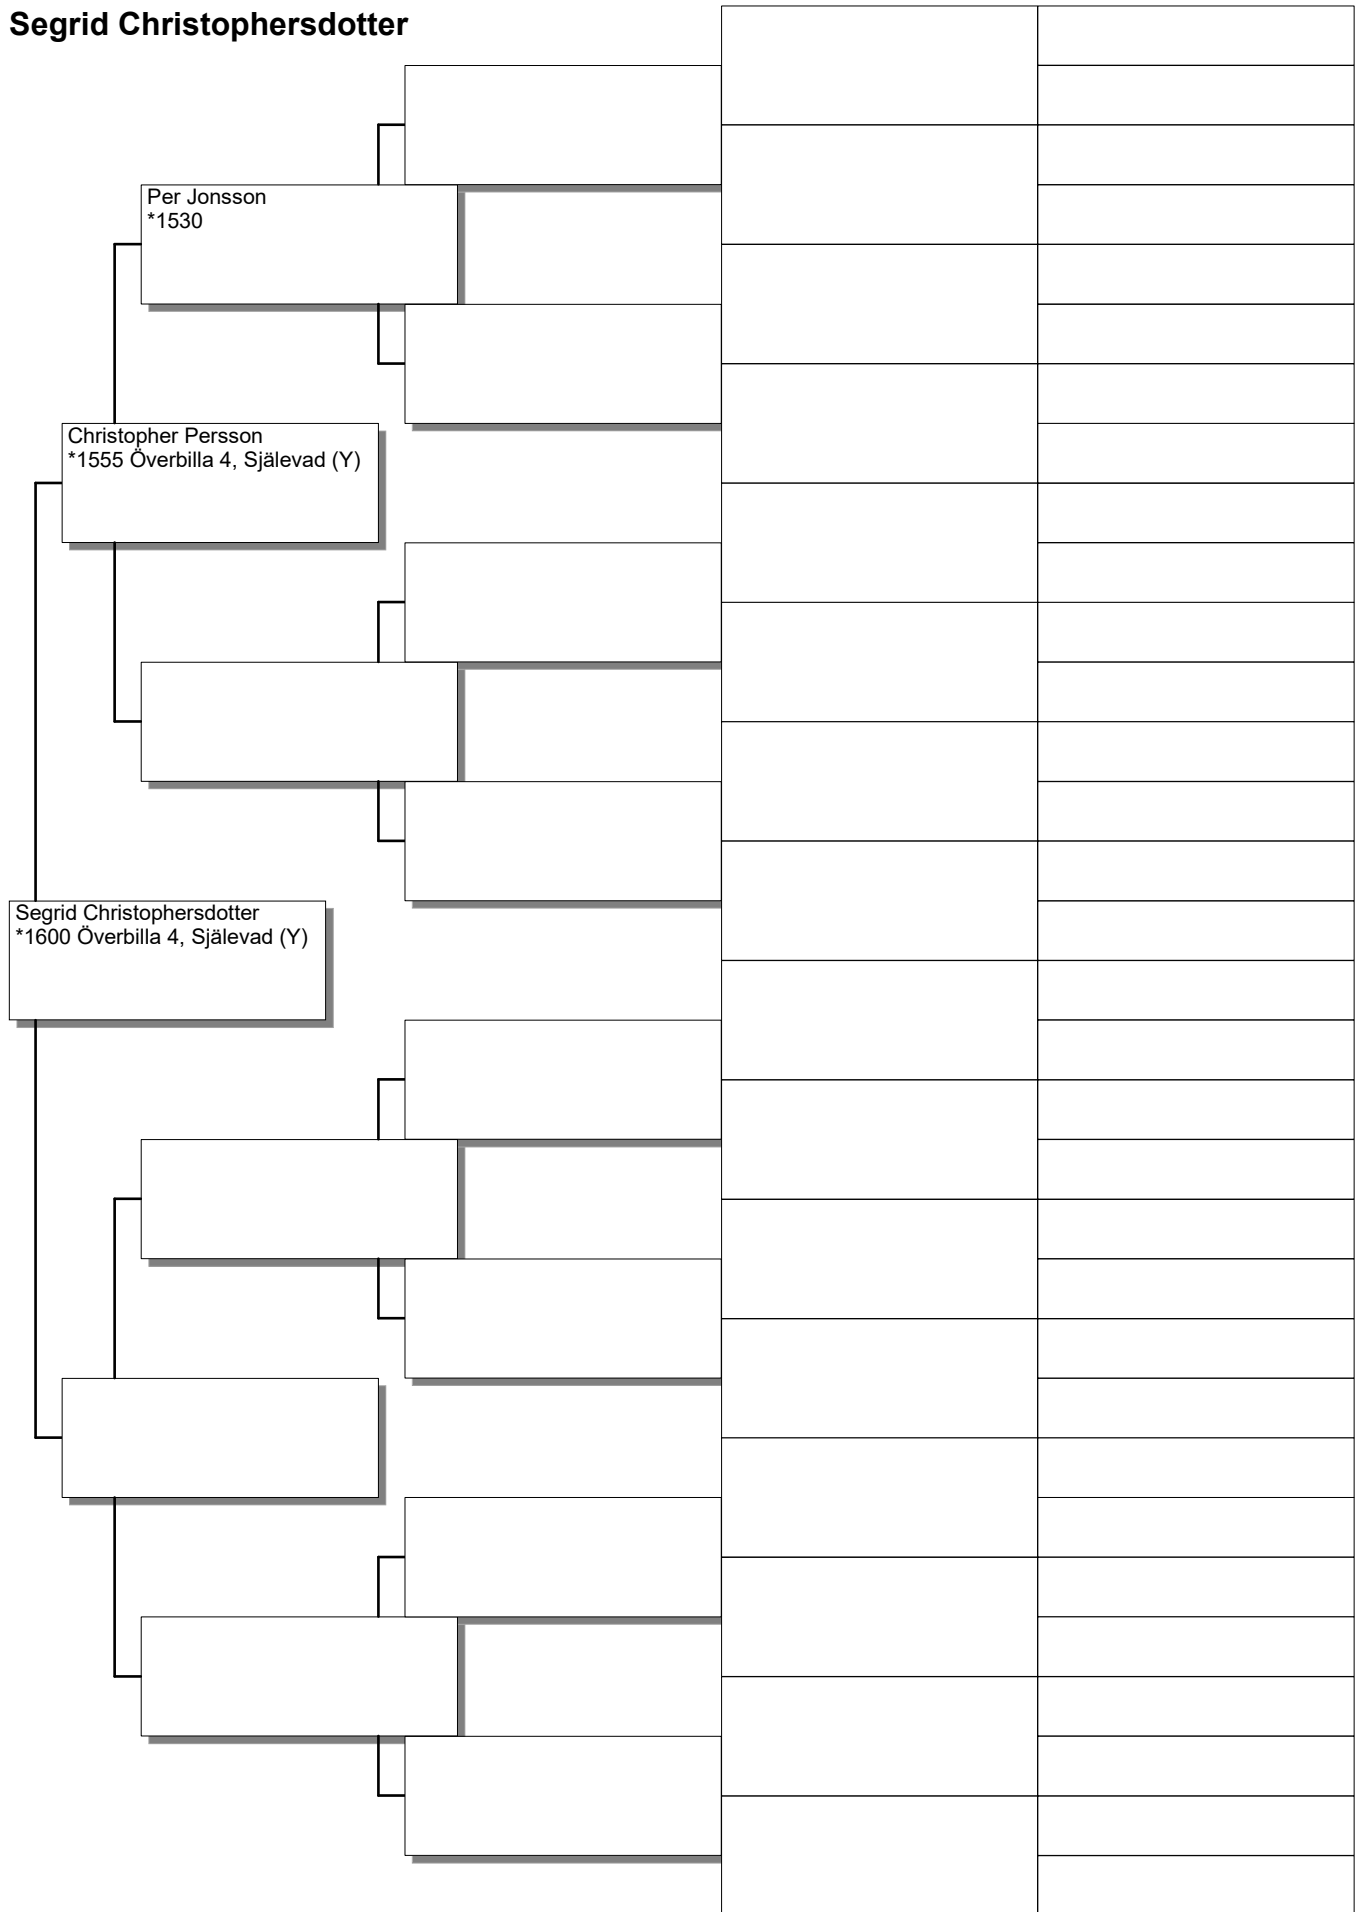 Segrid Christophersdotter
Per Jonsson
*1530
Christopher Persson
*1555 Överbilla 4, Själevad (Y)
Segrid Christophersdotter
*1600 Överbilla 4, Själevad (Y)